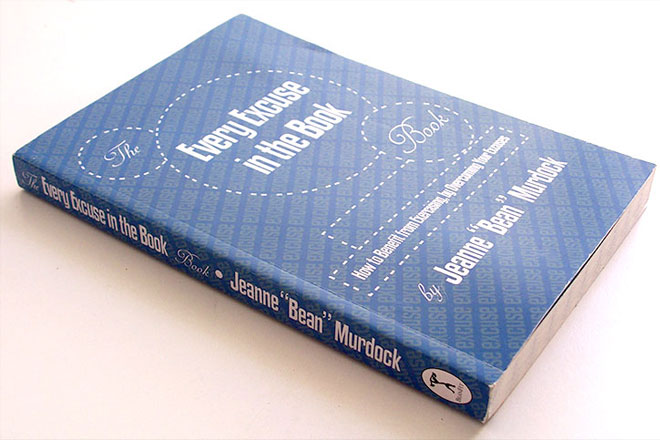 The
Every Excuse
in the Book
Book
How to Benefit from Exercising, by Overcoming Your Excuses
by Jeanne "Bean" Murdock
The Every Excuse in the Book Book • Jeanne "Bean" Murdock